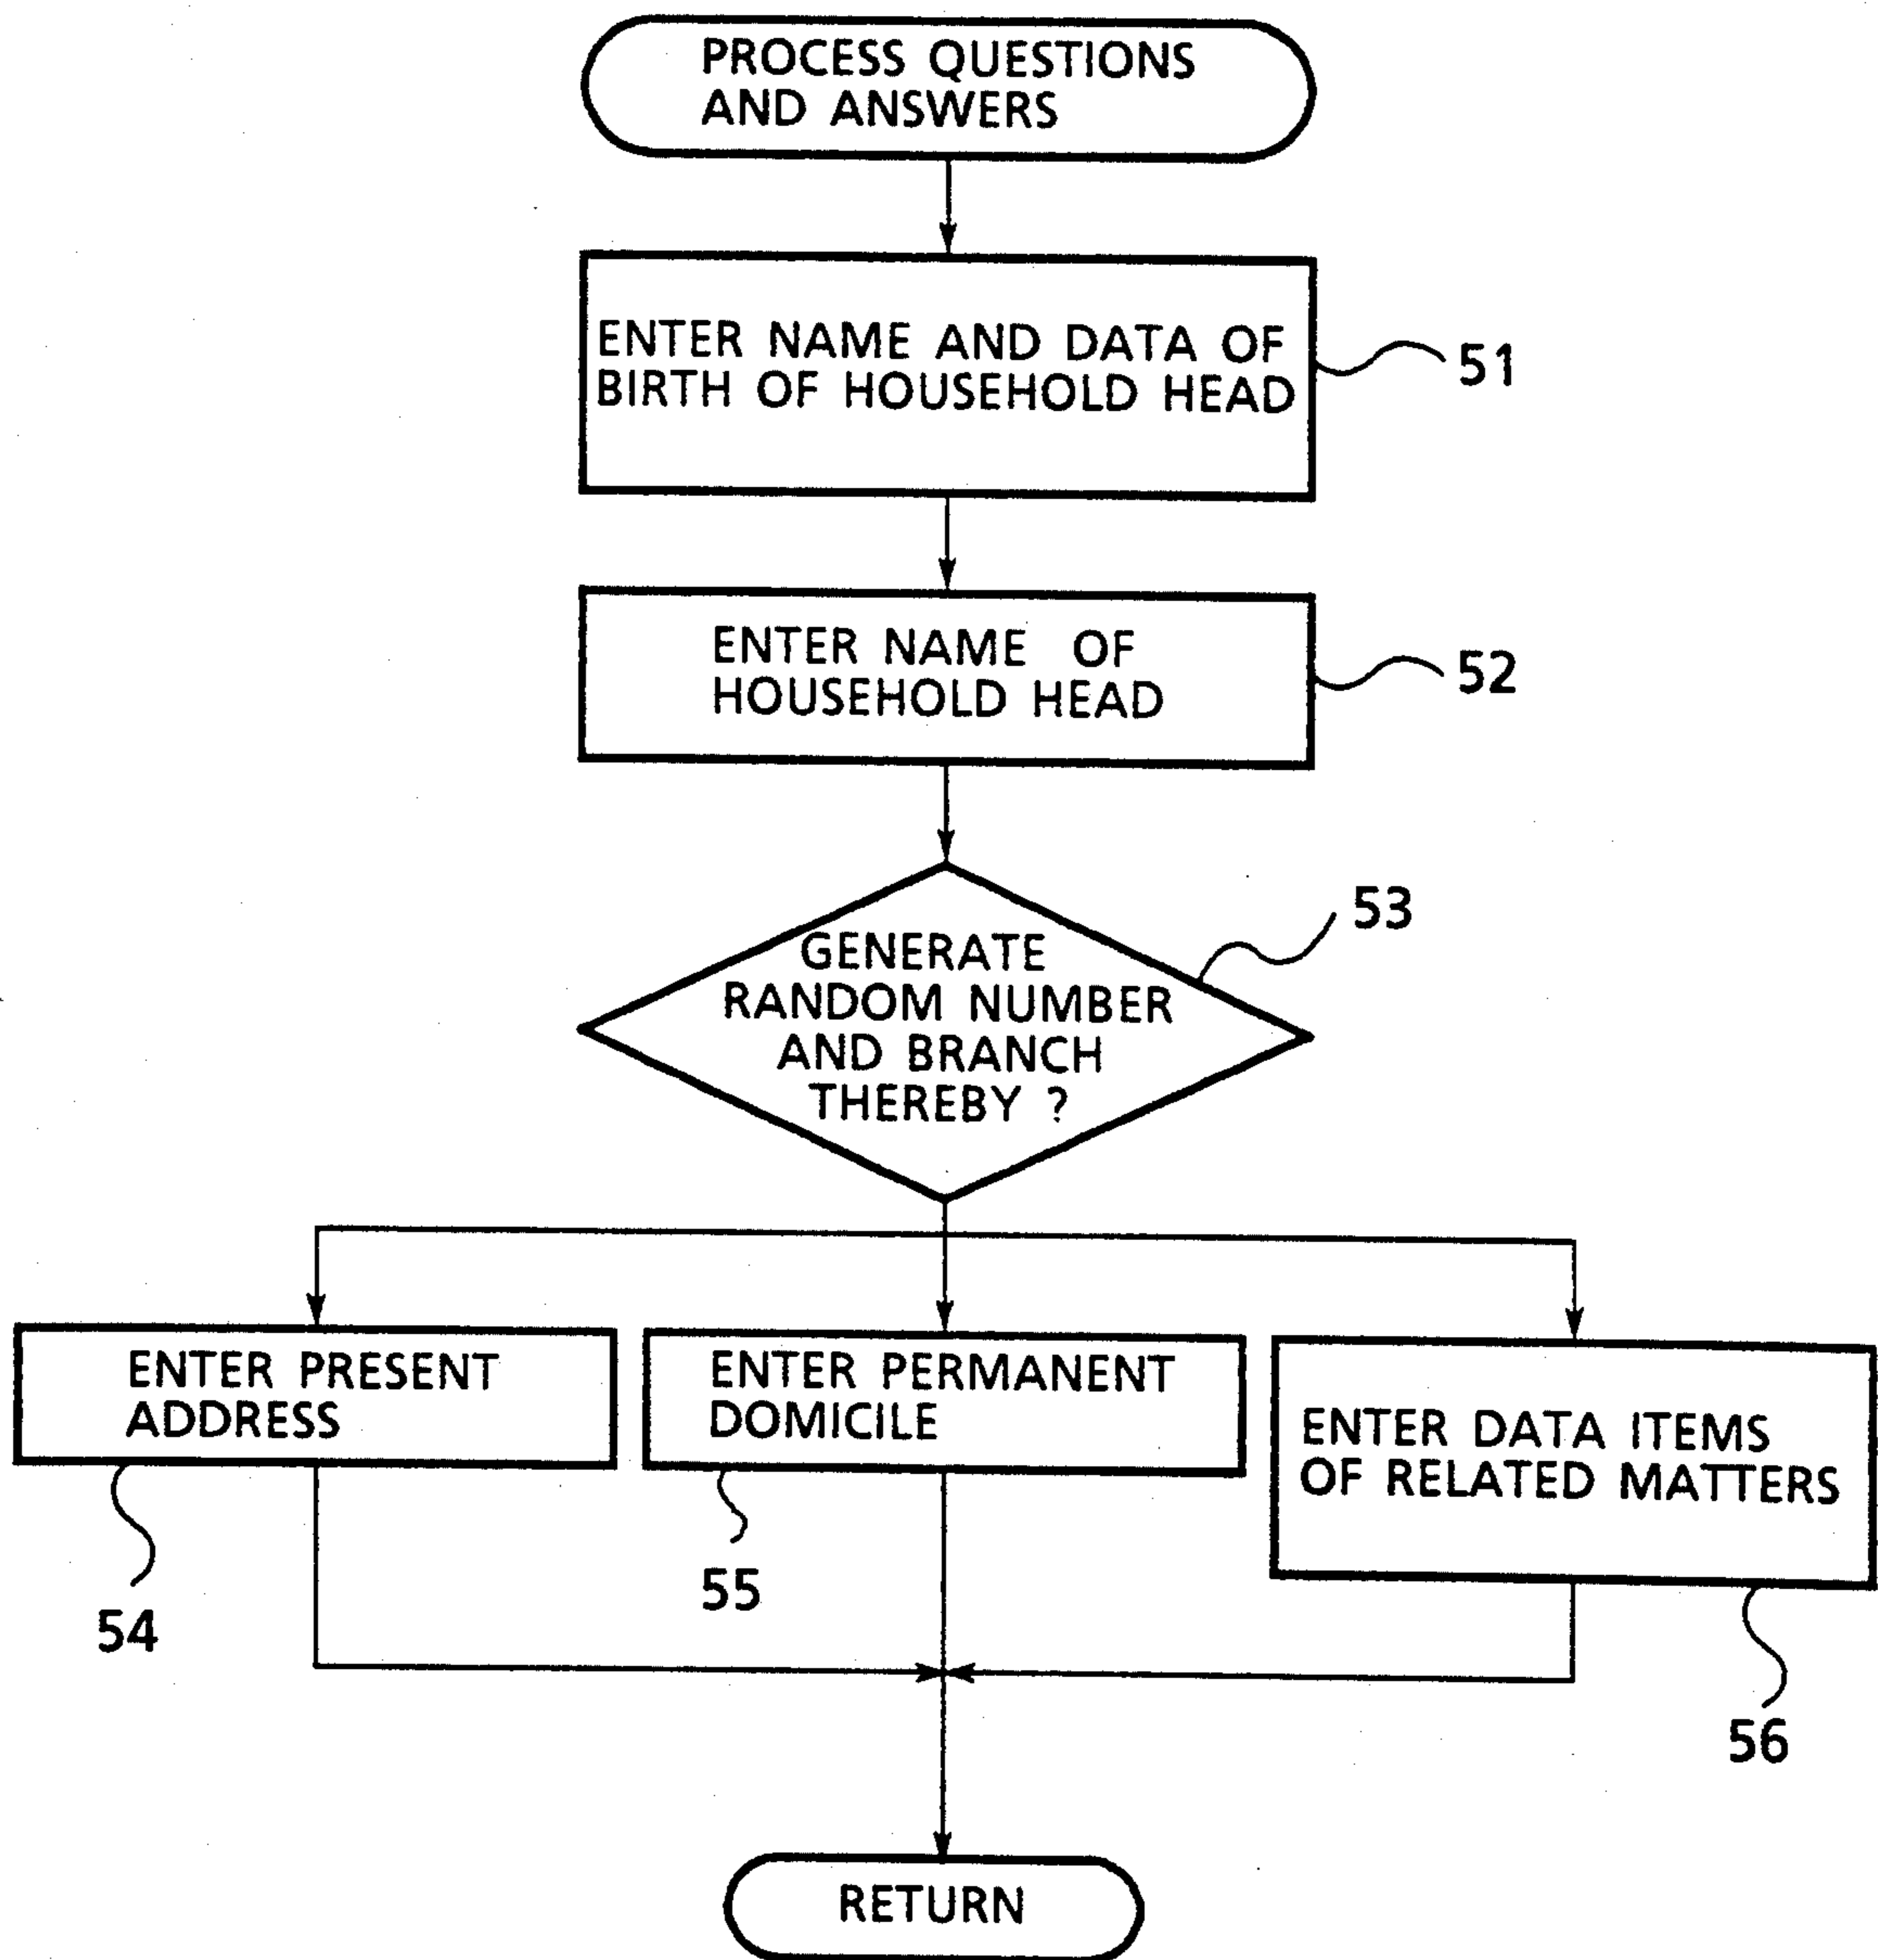 PROCESS QUESTIONS
AND ANSWERS
ENTER NAME AND DATA OF
BIRTH OF HOUSEHOLD HEAD
51
ENTER NAME OF
HOUSEHOLD HEAD
52
GENERATE
RANDOM NUMBER
AND BRANCH
THEREBY ?
53
ENTER PRESENT
ADDRESS
54
ENTER PERMANENT
DOMICILE
55
ENTER DATA ITEMS
OF RELATED MATTERS
56
RETURN